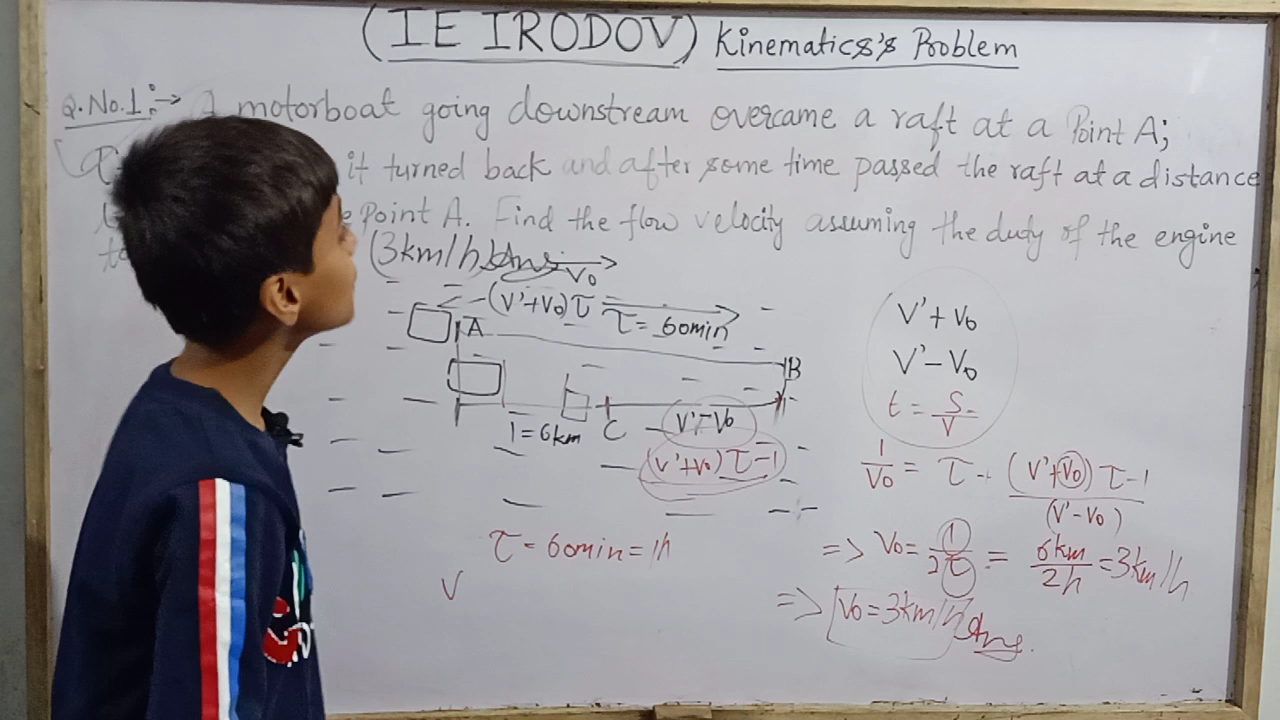 (IE IRODOV) Kinematics's Problem
Q.No.1:→ A motorboat going downstream overcame a raft at a Point A;
it turned back and after some time passed the raft at a distance
Point A. Find the flow velocity assuming the duty of the engine
(3km/h) Ans
V₀
(V'+V₀)τ
τ = 60min
A
B
l=6km C V'-V₀
(V'+V₀)τ-l
τ = 60min = 1h
V
V'+V₀
V'-V₀
t = S/V
l/V₀ = τ + (V'+V₀)τ-l/(V'-V₀)
=> V₀ = l/2τ = 6km/2h = 3km/h
=> V₀ = 3km/h Ans.